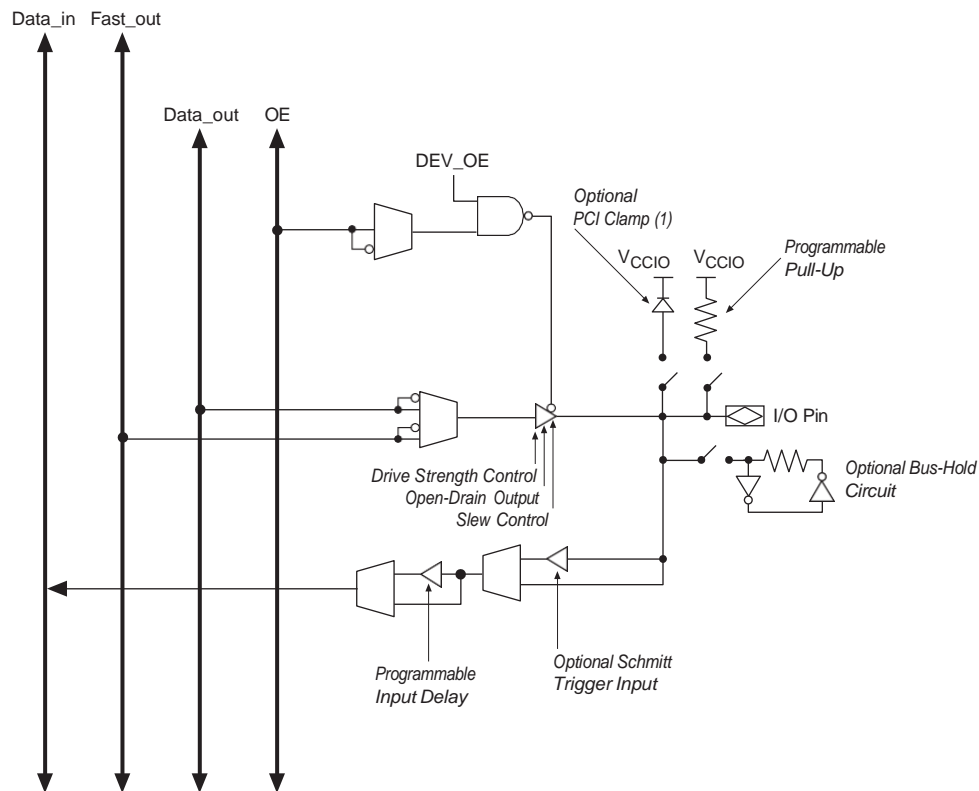 Data_in Fast_out
Data_out OE
DEV_OE
Optional
PCI Clamp (1)
VCCIO VCCIO
Programmable
Pull-Up
I/O Pin
Drive Strength Control
Open-Drain Output
Slew Control
Optional Bus-Hold
Circuit
Programmable
Input Delay
Optional Schmitt
Trigger Input